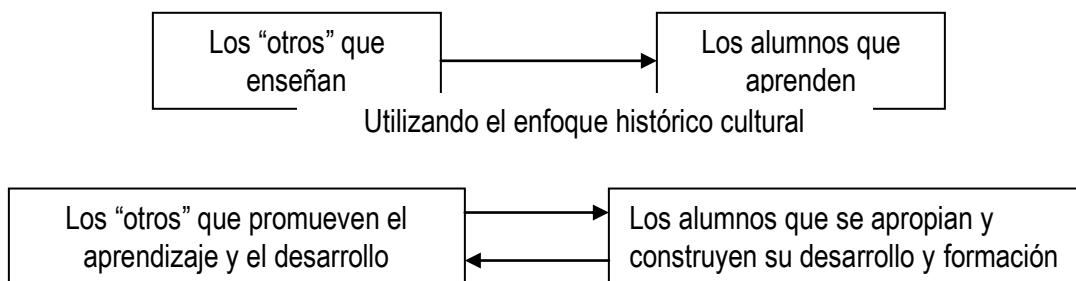 Los “otros” que
enseñan
Los alumnos que
aprenden
Utilizando el enfoque histórico cultural
Los “otros” que promueven el
aprendizaje y el desarrollo
Los alumnos que se apropian y
construyen su desarrollo y formación